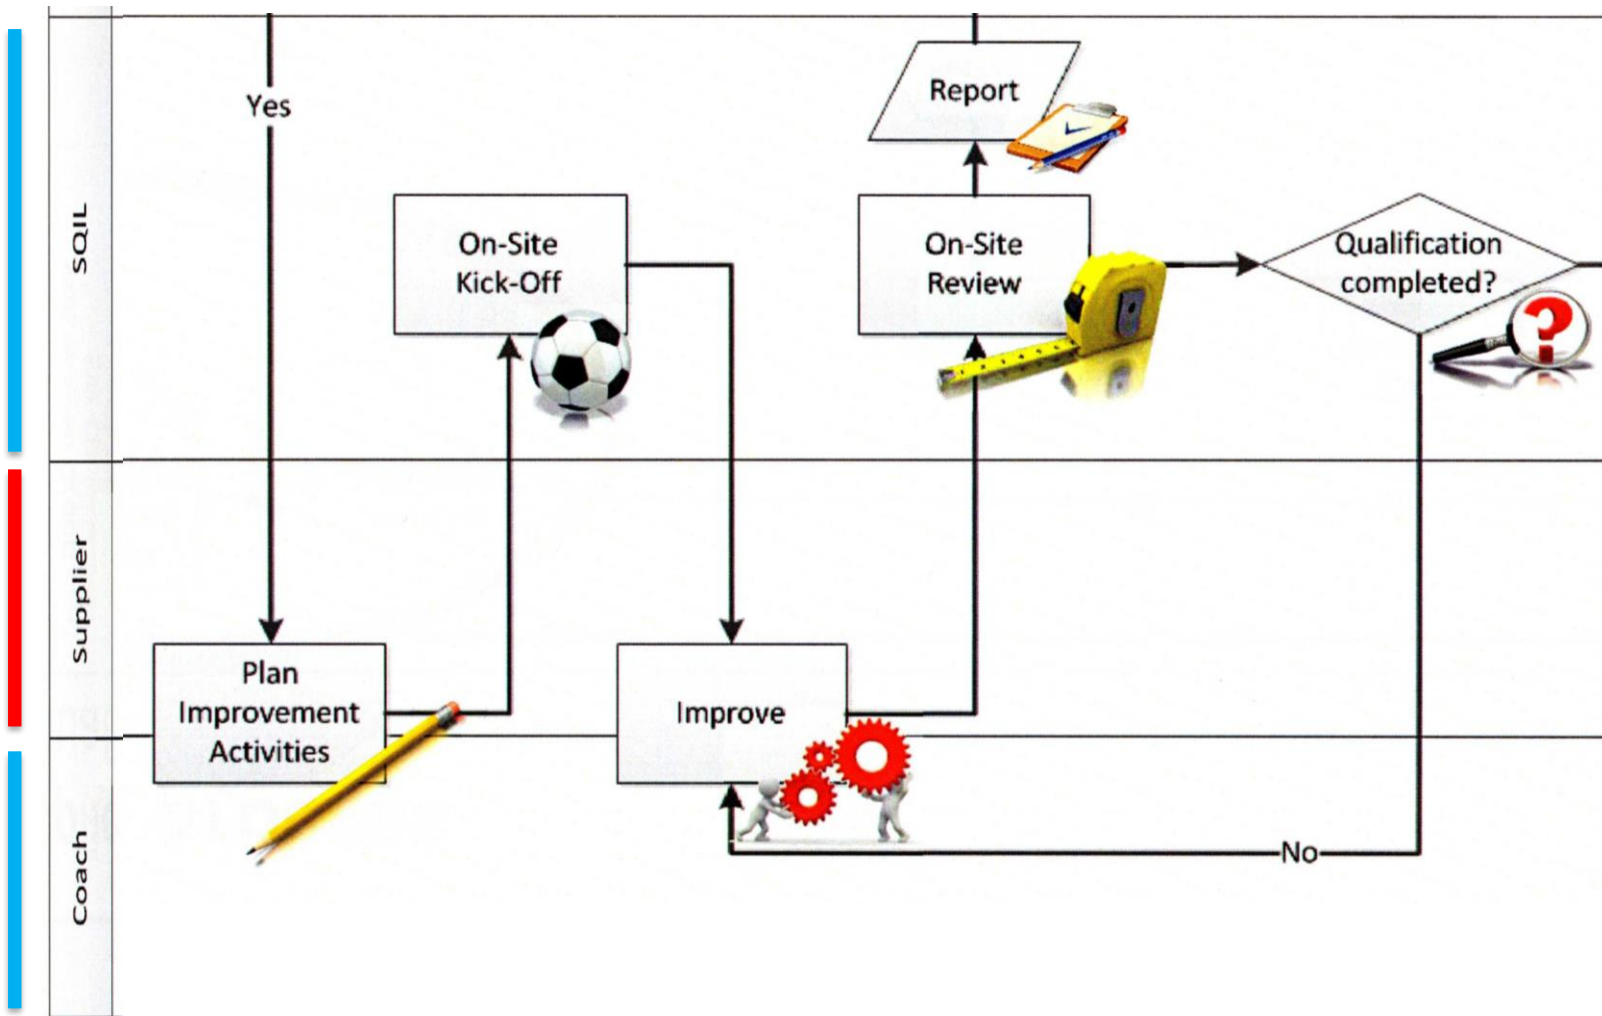 SQIL
Yes
Report
On-Site
Kick-Off
On-Site
Review
Qualification
completed?
?
Supplier
Plan
Improvement
Activities
Improve
Coach
No